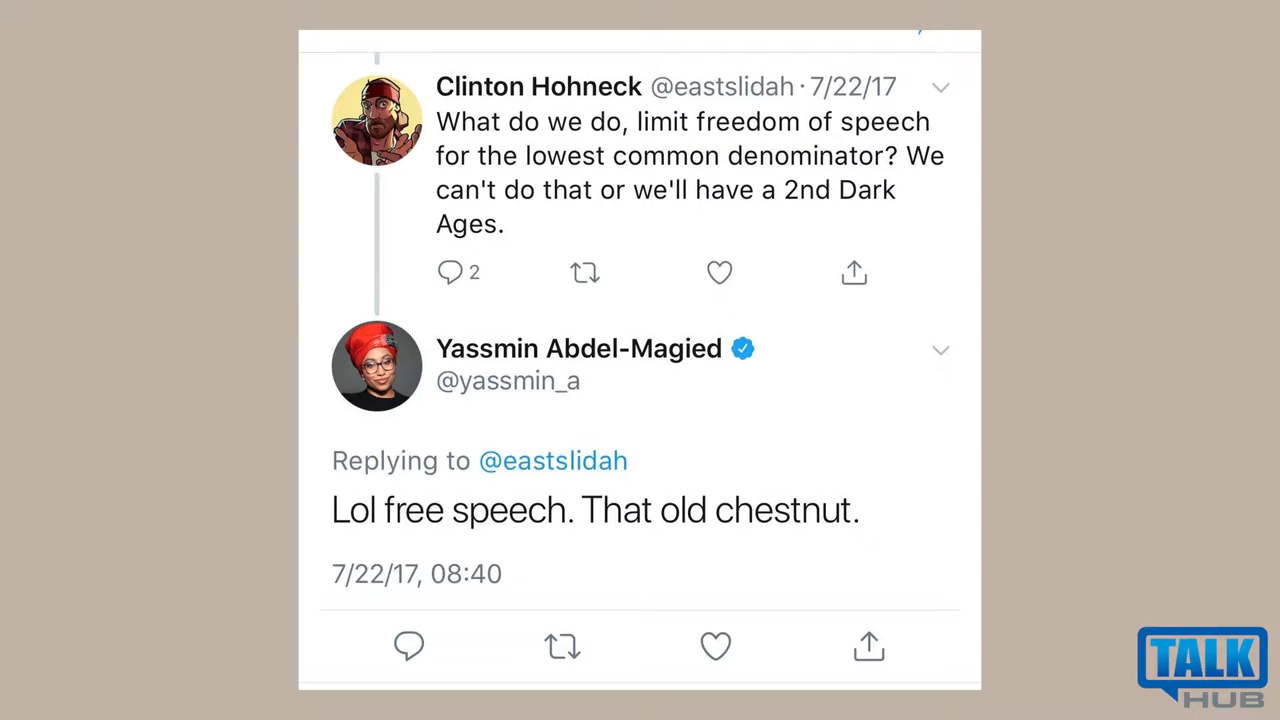 Clinton Hohneck @eastslidah · 7/22/17
What do we do, limit freedom of speech
for the lowest common denominator? We
can't do that or we'll have a 2nd Dark
Ages.
2
Yassmin Abdel-Magied
@yassmin_a
Replying to @eastslidah
Lol free speech. That old chestnut.
7/22/17, 08:40
TALK
HUB